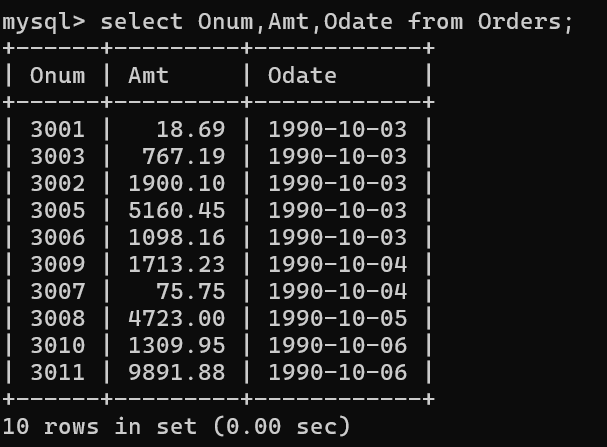 mysql> select Onum,Amt,Odate from Orders;
+------+---------+------------+
| Onum | Amt     | Odate      |
+------+---------+------------+
| 3001 |   18.69 | 1990-10-03 |
| 3003 |  767.19 | 1990-10-03 |
| 3002 | 1900.10 | 1990-10-03 |
| 3005 | 5160.45 | 1990-10-03 |
| 3006 | 1098.16 | 1990-10-03 |
| 3009 | 1713.23 | 1990-10-04 |
| 3007 |   75.75 | 1990-10-04 |
| 3008 | 4723.00 | 1990-10-05 |
| 3010 | 1309.95 | 1990-10-06 |
| 3011 | 9891.88 | 1990-10-06 |
+------+---------+------------+
10 rows in set (0.00 sec)